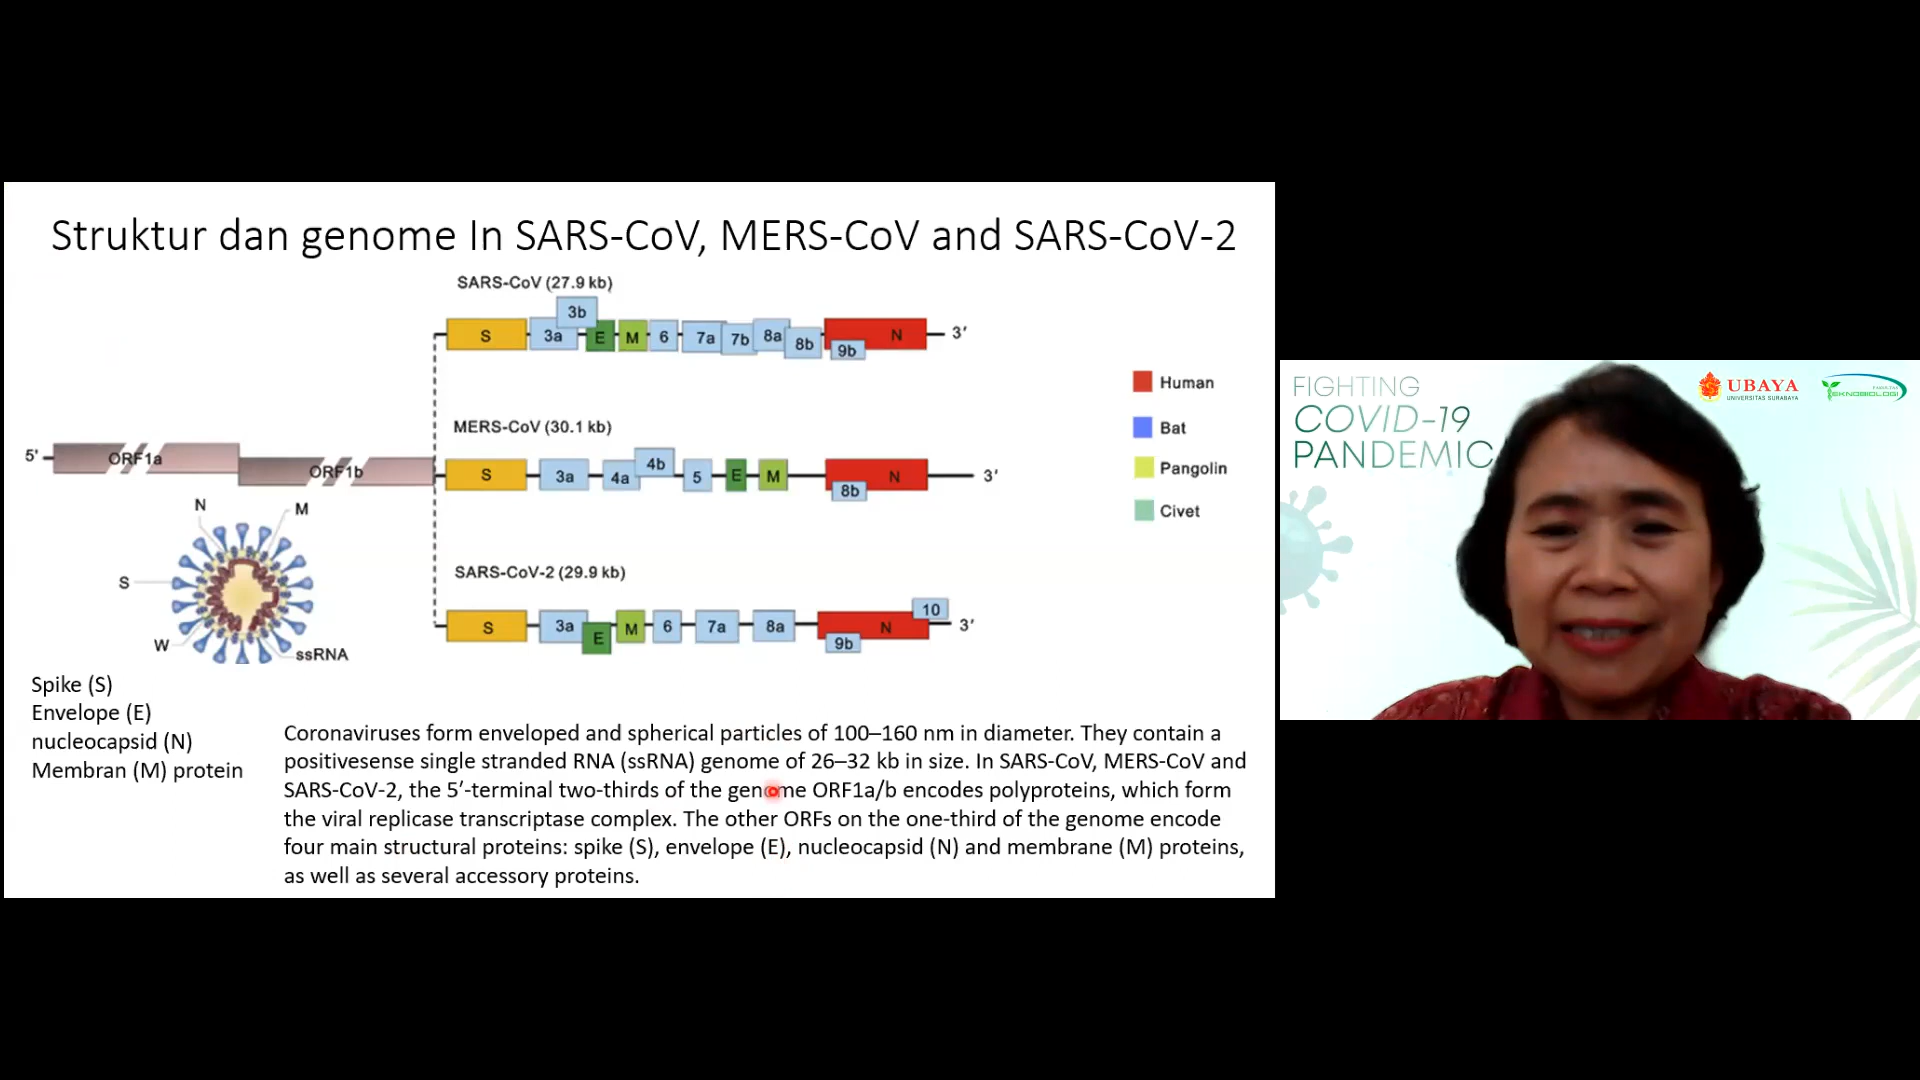 Struktur dan genome In SARS-CoV, MERS-CoV and SARS-CoV-2
SARS-CoV (27.9 kb)
S 3a 3b E M 6 7a 7b 8a 8b 9b N 3′
MERS-CoV (30.1 kb)
5' ORF1a ORF1b
S 3a 4a 4b 5 E M 8b N 3′
SARS-CoV-2 (29.9 kb)
S 3a E M 6 7a 8a 9b N 10 3′
Human
Bat
Pangolin
Civet
N
M
S
W
ssRNA
Spike (S)
Envelope (E)
nucleocapsid (N)
Membran (M) protein
Coronaviruses form enveloped and spherical particles of 100–160 nm in diameter. They contain a
positivesense single stranded RNA (ssRNA) genome of 26–32 kb in size. In SARS-CoV, MERS-CoV and
SARS-CoV-2, the 5′-terminal two-thirds of the genome ORF1a/b encodes polyproteins, which form
the viral replicase transcriptase complex. The other ORFs on the one-third of the genome encode
four main structural proteins: spike (S), envelope (E), nucleocapsid (N) and membrane (M) proteins,
as well as several accessory proteins.
FIGHTING
COVID-19
PANDEMIC
UBAYA
UNIVERSITAS SURABAYA
FAKULTAS
TEKNOBIOLOGI